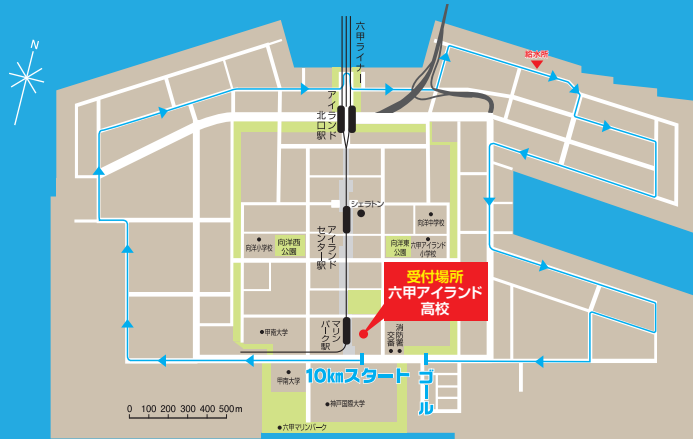 N
六甲ライナー
給水所
アイランド
北口駅
シェラトン
向洋中学校
向洋小学校
向洋西
公園
アイランド
センター駅
向洋東
公園
六甲アイランド
小学校
受付場所
六甲アイランド
高校
甲南大学
マリン
パーク駅
消防署
交番
10kmスタート
ゴール
甲南大学
神戸国際大学
六甲マリンパーク
0 100 200 300 400 500m